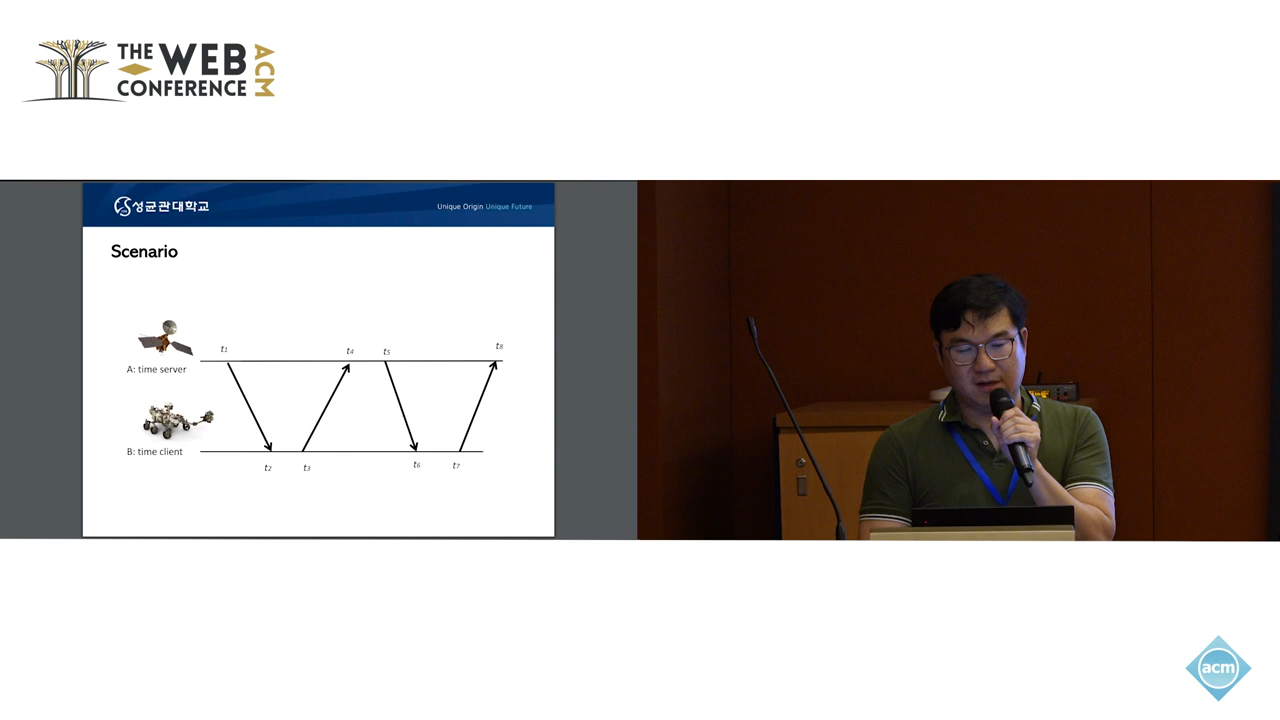 THE WEB
CONFERENCE
ACM
성균관대학교
Unique Origin Unique Future
Scenario
t1
t4
t5
t8
A: time server
B: time client
t2
t3
t6
t7
acm